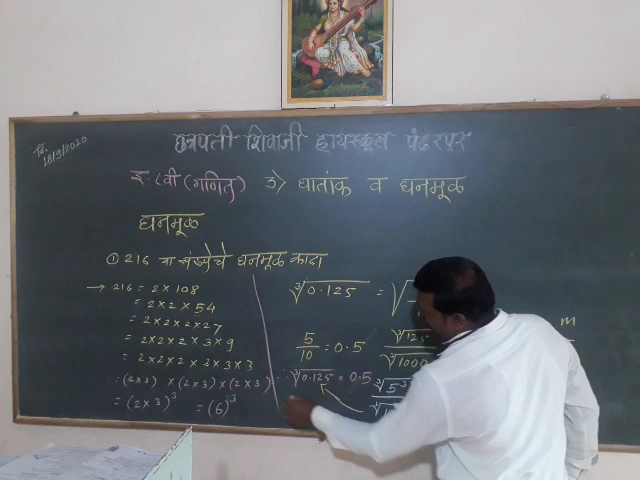 दि. 18/9/2020
छत्रपती शिवाजी हायस्कूल पंढरपूर
इ. ८वी (गणित) ३) घातांक व घनमूळ
घनमूळ
① 216 या संख्येचे घनमूळ काढा
→ 216 = 2 × 108
= 2 × 2 × 54
= 2 × 2 × 2 × 27
= 2 × 2 × 2 × 3 × 9
= 2 × 2 × 2 × 3 × 3 × 3
∴ (2 × 3) × (2 × 3) × (2 × 3)
= (2 × 3)³ = (6)³
∛0.125 = √
5/10 = 0.5
∛125 / ∛1000
∴ ∛0.125 = 0.5
∛5³
m